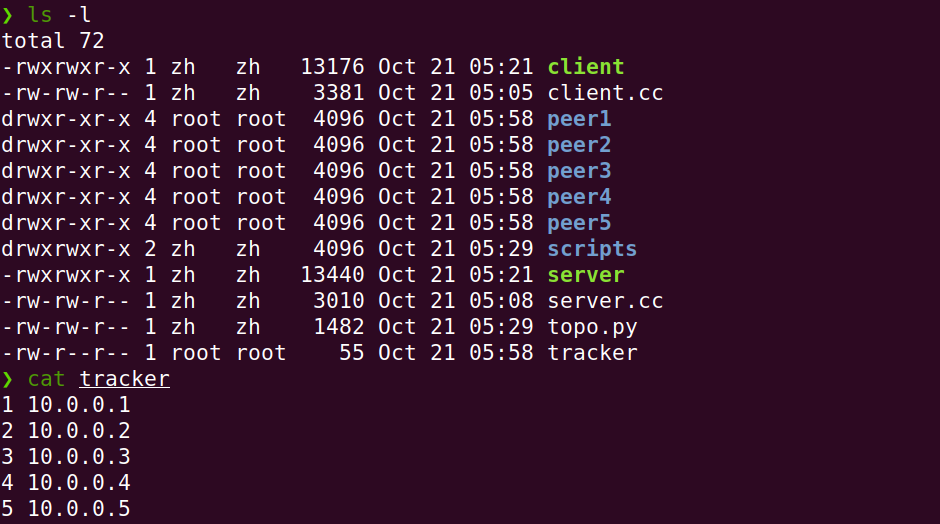 ❯ ls -l
total 72
-rwxrwxr-x 1 zh   zh   13176 Oct 21 05:21 client
-rw-rw-r-- 1 zh   zh    3381 Oct 21 05:05 client.cc
drwxr-xr-x 4 root root  4096 Oct 21 05:58 peer1
drwxr-xr-x 4 root root  4096 Oct 21 05:58 peer2
drwxr-xr-x 4 root root  4096 Oct 21 05:58 peer3
drwxr-xr-x 4 root root  4096 Oct 21 05:58 peer4
drwxr-xr-x 4 root root  4096 Oct 21 05:58 peer5
drwxrwxr-x 2 zh   zh    4096 Oct 21 05:29 scripts
-rwxrwxr-x 1 zh   zh   13440 Oct 21 05:21 server
-rw-rw-r-- 1 zh   zh    3010 Oct 21 05:08 server.cc
-rw-rw-r-- 1 zh   zh    1482 Oct 21 05:29 topo.py
-rw-r--r-- 1 root root    55 Oct 21 05:58 tracker
❯ cat tracker
1 10.0.0.1
2 10.0.0.2
3 10.0.0.3
4 10.0.0.4
5 10.0.0.5